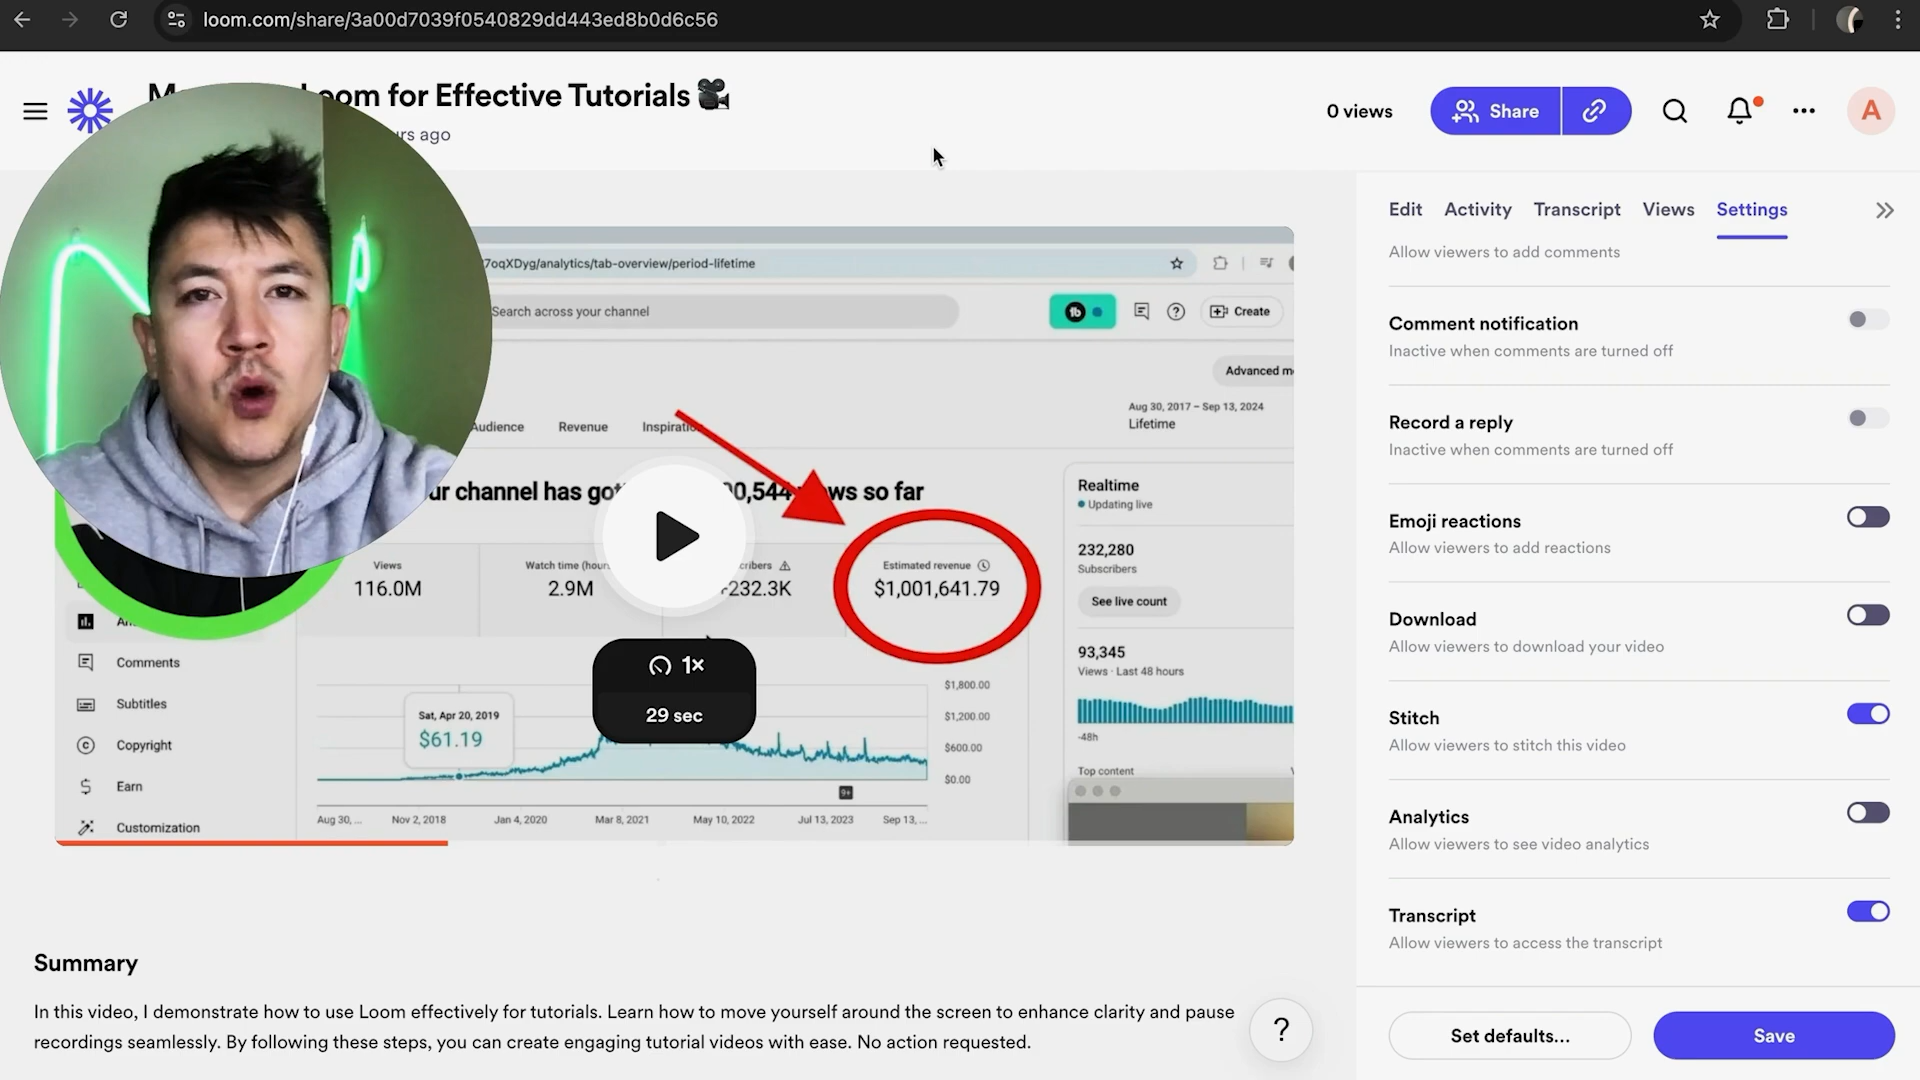 loom.com/share/3a00d7039f0540829dd443ed8b0d6c56
oom for Effective Tutorials
ago
0 views
Share
A
Edit Activity Transcript Views Settings
Allow viewers to add comments
Comment notification
Inactive when comments are turned off
Record a reply
Inactive when comments are turned off
Emoji reactions
Allow viewers to add reactions
Download
Allow viewers to download your video
Stitch
Allow viewers to stitch this video
Analytics
Allow viewers to see video analytics
Transcript
Allow viewers to access the transcript
Set defaults...
Save
7oqXDyg/analytics/tab-overview/period-lifetime
Search across your channel
Create
Advanced
Aug 30, 2017 – Sep 13, 2024
Lifetime
Audience Revenue
ur channel has
so far
Views
116.0M
Watch time
2.9M
232.3K
Estimated revenue
$1,001,641.79
1×
29 sec
Realtime
Updating live
232,280
Subscribers
See live count
93,345
Views · Last 48 hours
-48h
Top content
$1,800.00
$1,200.00
$600.00
$0.00
Sat, Apr 20, 2019
$61.19
9+
Aug 30, ... Nov 2, 2018 Jan 4, 2020 Mar 8, 2021 May 10, 2022 Jul 13, 2023 Sep 13, ...
Comments
Subtitles
Copyright
Earn
Customization
Summary
In this video, I demonstrate how to use Loom effectively for tutorials. Learn how to move yourself around the screen to enhance clarity and pause
recordings seamlessly. By following these steps, you can create engaging tutorial videos with ease. No action requested.
?